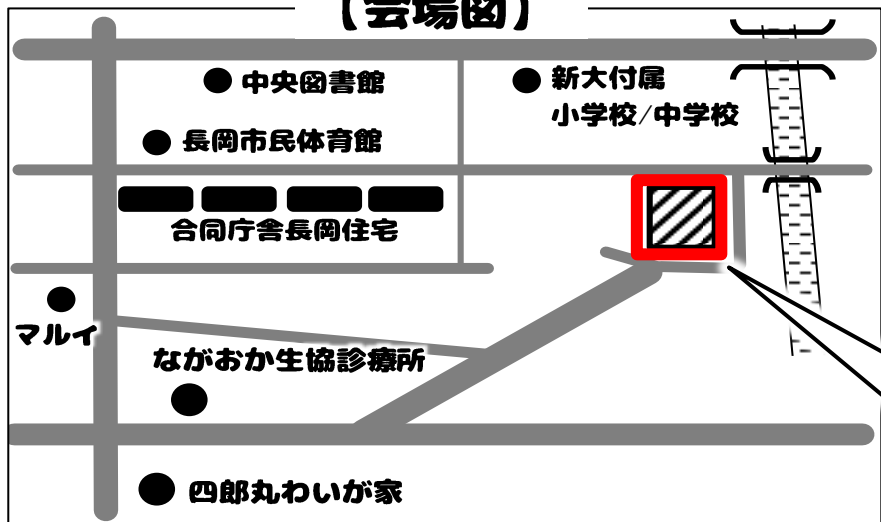 【会場図】
中央図書館
新大付属
小学校/中学校
長岡市民体育館
合同庁舎長岡住宅
マルイ
ながおか生協診療所
四郎丸わいが家